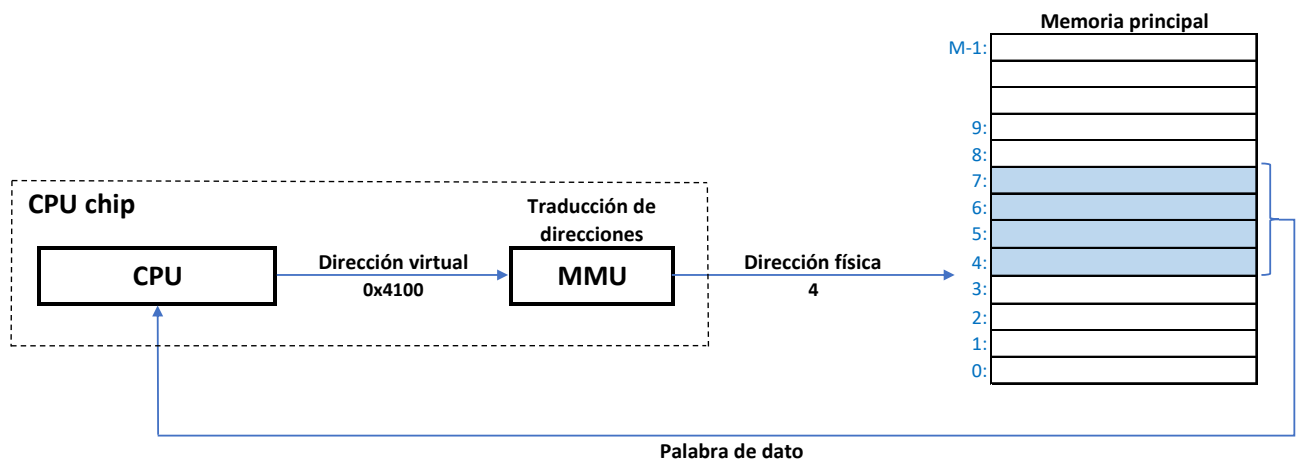 Memoria principal
M-1:
9:
8:
7:
6:
5:
4:
3:
2:
1:
0:
CPU chip
Traducción de
direcciones
CPU
Dirección virtual
0x4100
MMU
Dirección física
4
Palabra de dato